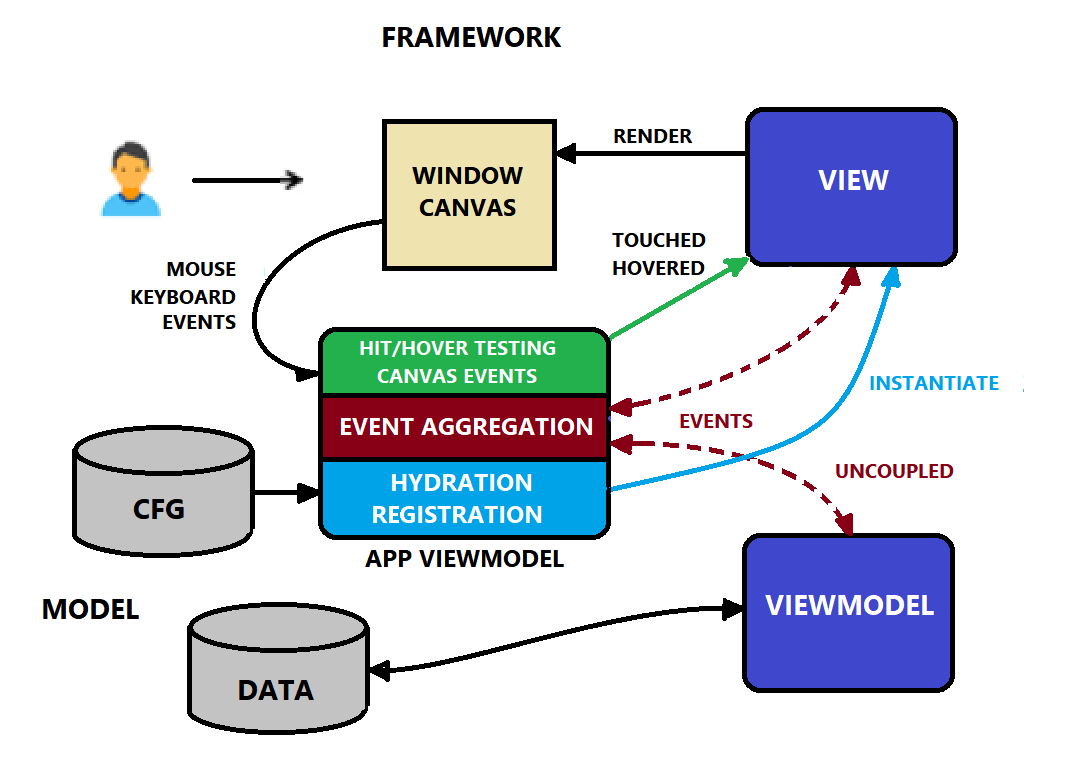 FRAMEWORK
RENDER
WINDOW
CANVAS
VIEW
TOUCHED
HOVERED
MOUSE
KEYBOARD
EVENTS
HIT/HOVER TESTING
CANVAS EVENTS
INSTANTIATE
EVENT AGGREGATION
EVENTS
UNCOUPLED
HYDRATION
REGISTRATION
CFG
APP VIEWMODEL
MODEL
VIEWMODEL
DATA